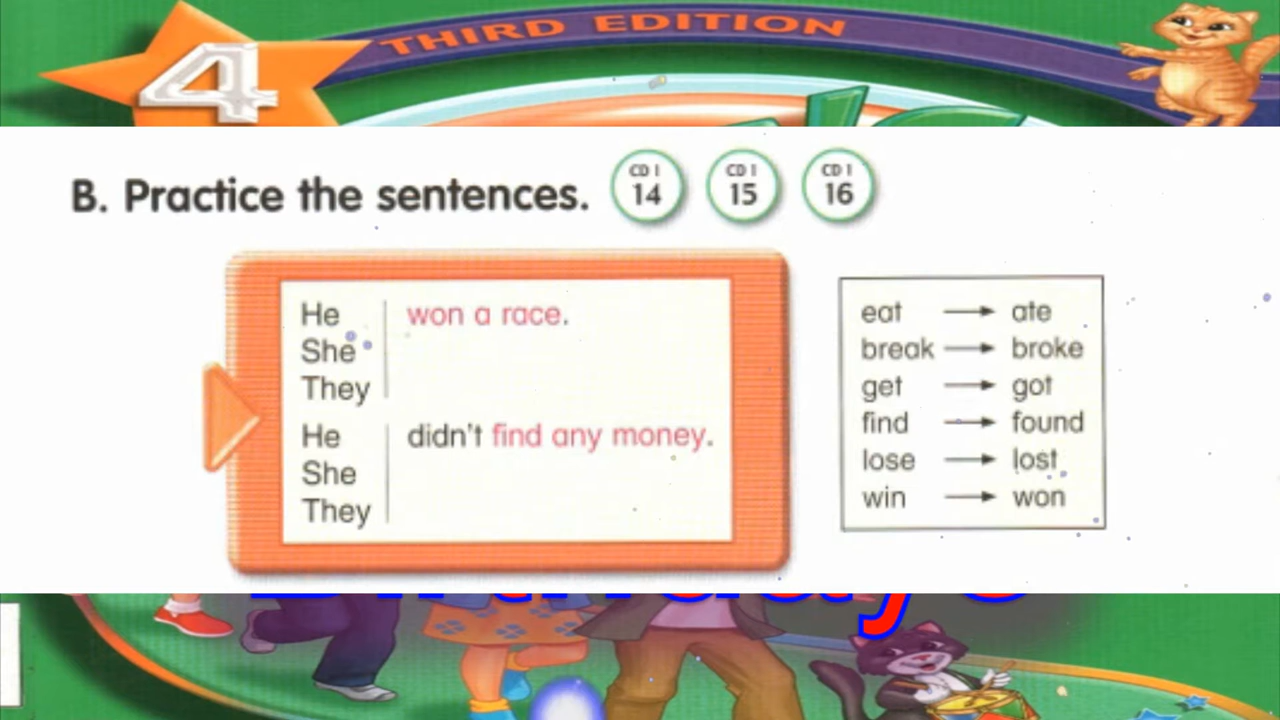 4
THIRD EDITION
B. Practice the sentences.
CD 1
14
CD 1
15
CD 1
16
He
She
They
won a race.
He
She
They
didn't find any money.
eat → ate
break → broke
get → got
find → found
lose → lost
win → won